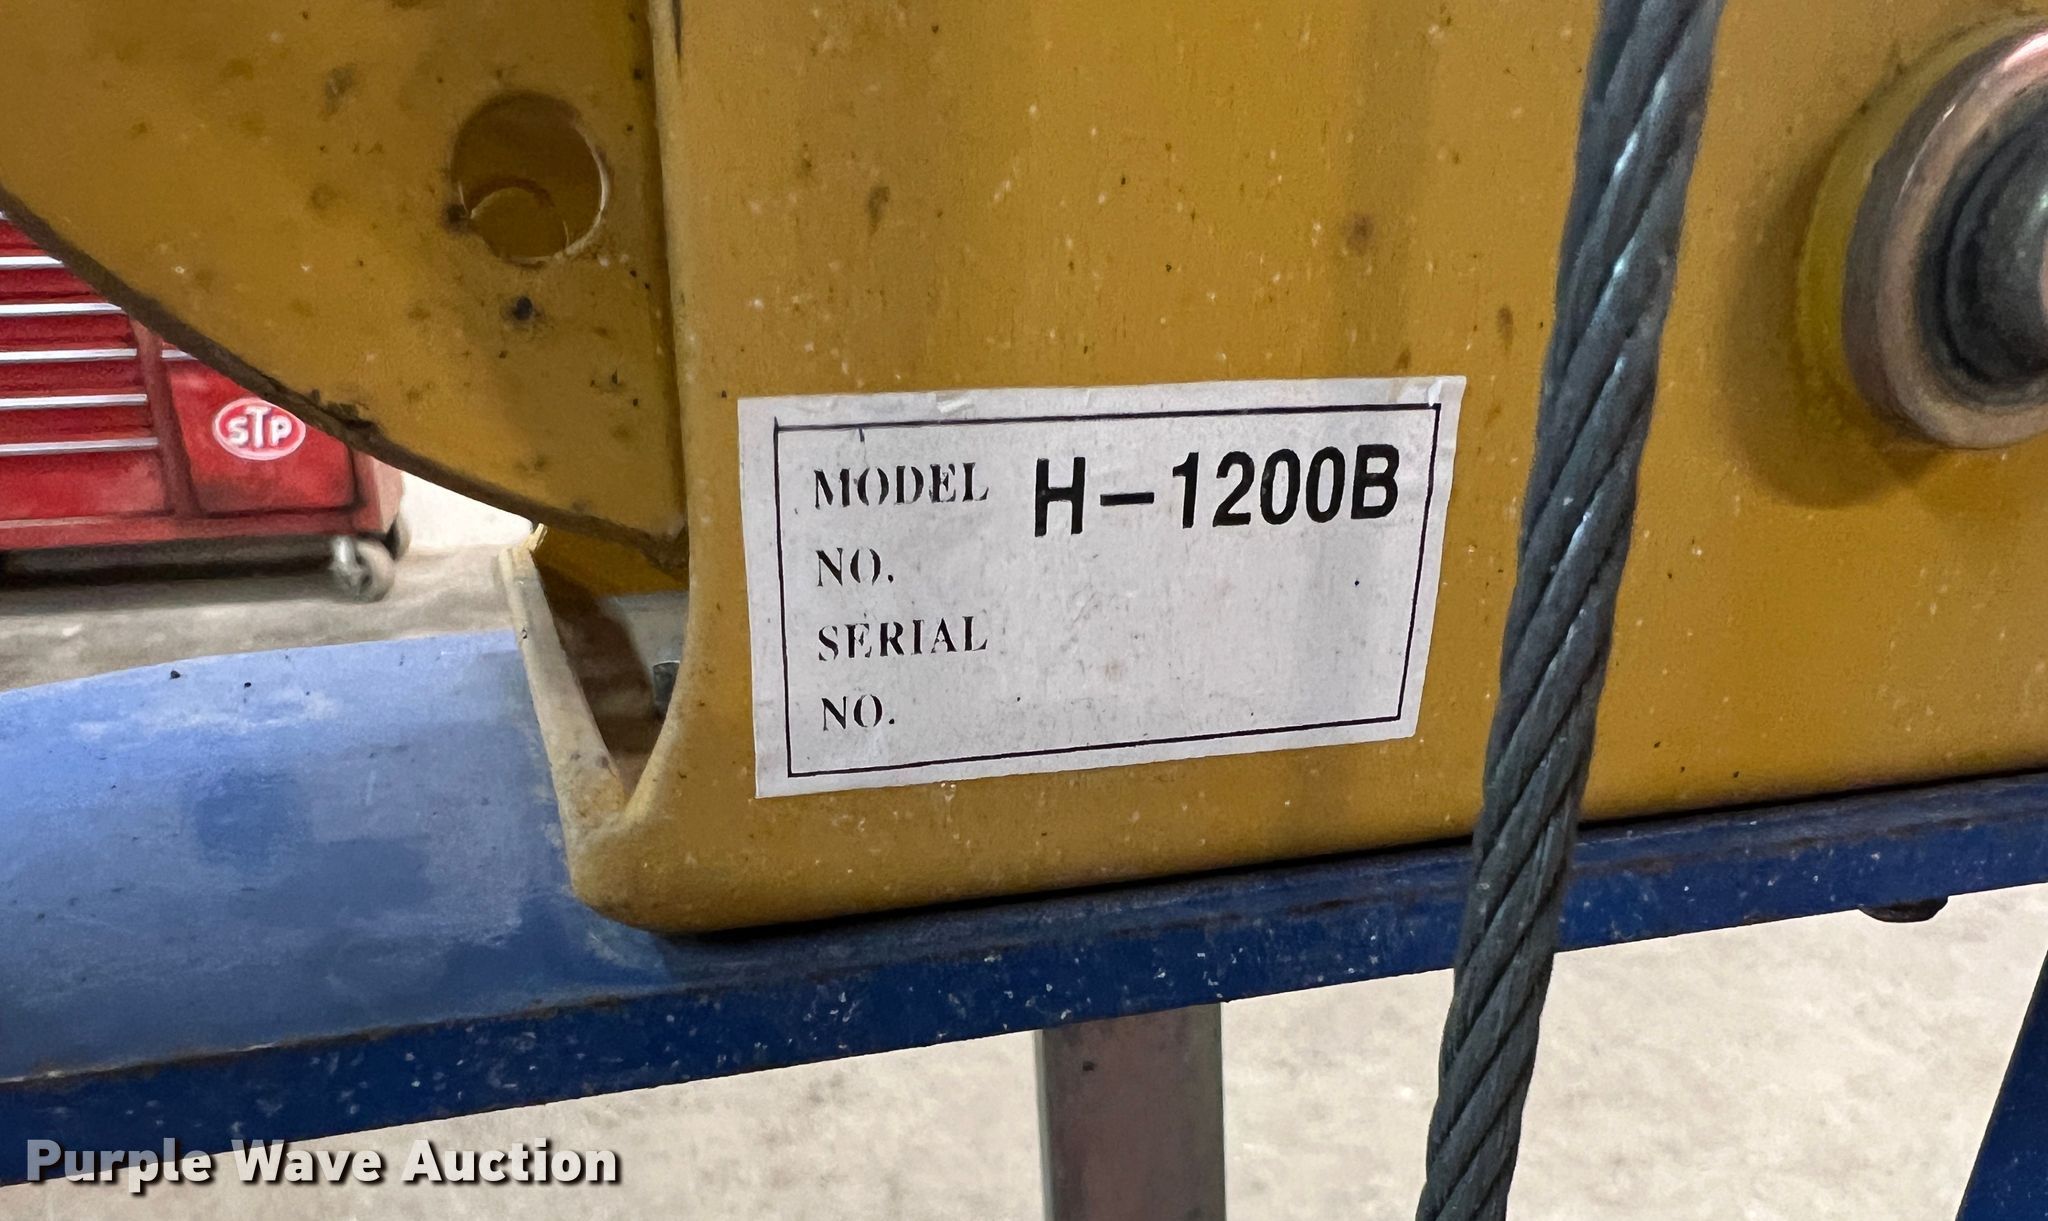 STP
MODEL H-1200B
NO.
SERIAL
NO.
Purple Wave Auction